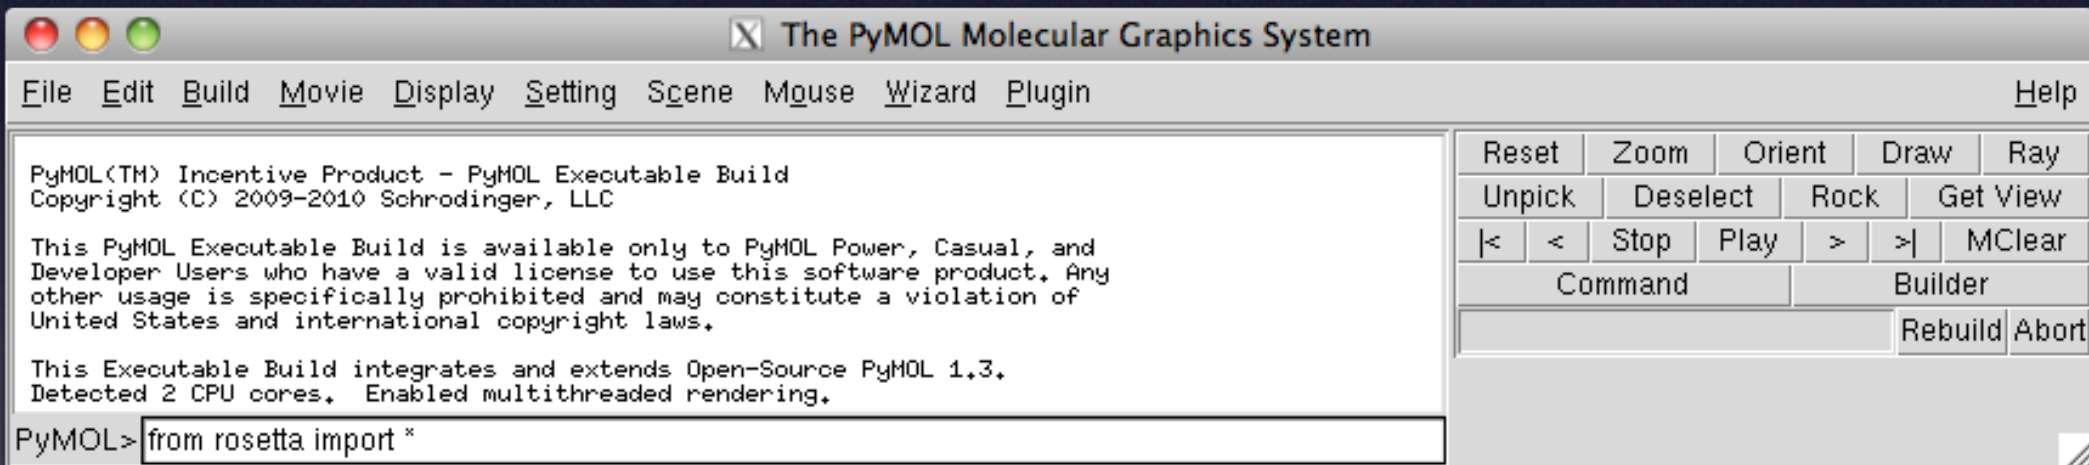 X The PyMOL Molecular Graphics System
File Edit Build Movie Display Setting Scene Mouse Wizard Plugin Help
PyMOL(TM) Incentive Product - PyMOL Executable Build
Copyright (C) 2009-2010 Schrodinger, LLC
This PyMOL Executable Build is available only to PyMOL Power, Casual, and
Developer Users who have a valid license to use this software product. Any
other usage is specifically prohibited and may constitute a violation of
United States and international copyright laws.
This Executable Build integrates and extends Open-Source PyMOL 1.3.
Detected 2 CPU cores. Enabled multithreaded rendering.
PyMOL> from rosetta import *
Reset Zoom Orient Draw Ray
Unpick Deselect Rock Get View
|< < Stop Play > >| MClear
Command Builder
Rebuild Abort